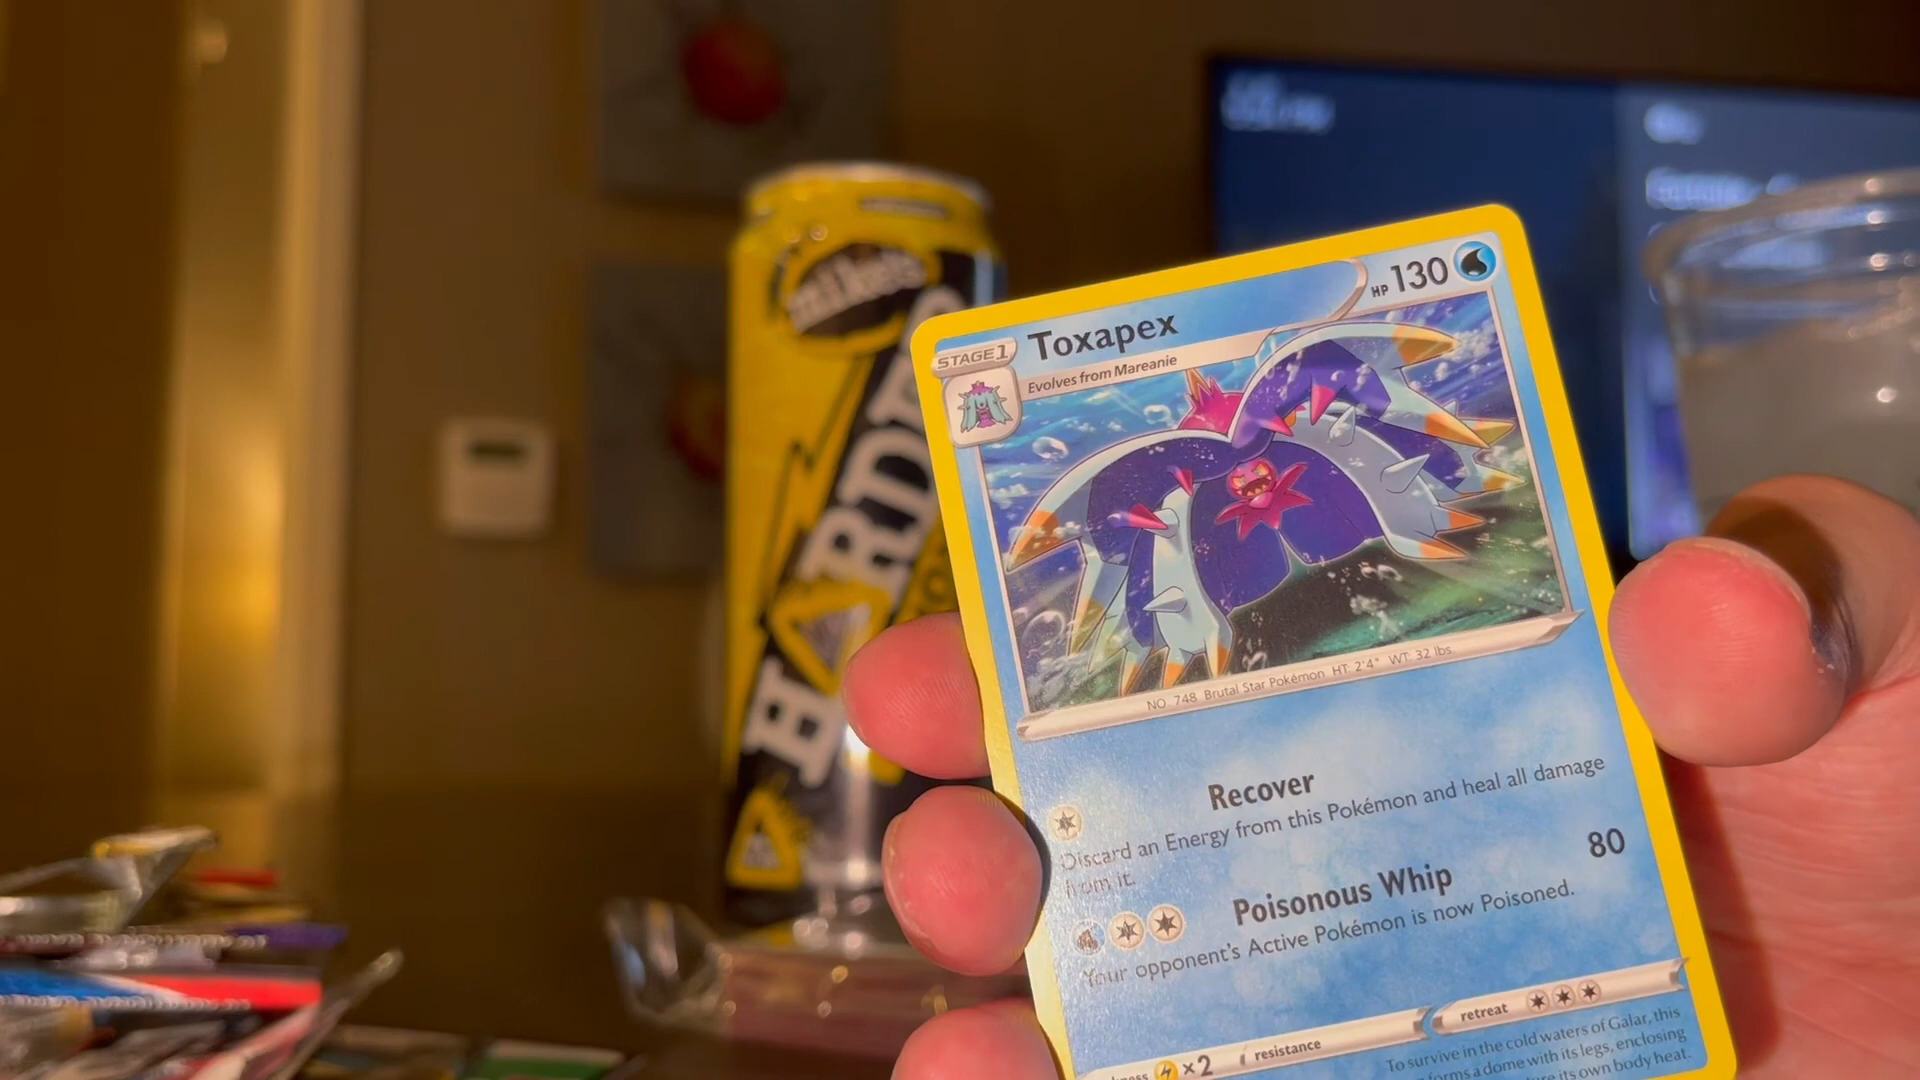 mike's
HARDER
STAGE 1
Toxapex
HP 130
Evolves from Mareanie
NO. 748 Brutal Star Pokémon HT: 2'4" WT: 32 lbs.
Recover
Discard an Energy from this Pokémon and heal all damage
from it.
Poisonous Whip 80
Your opponent's Active Pokémon is now Poisoned.
×2 resistance retreat
To survive in the cold waters of Galar, this
forms a dome with its legs, enclosing
its own body heat.